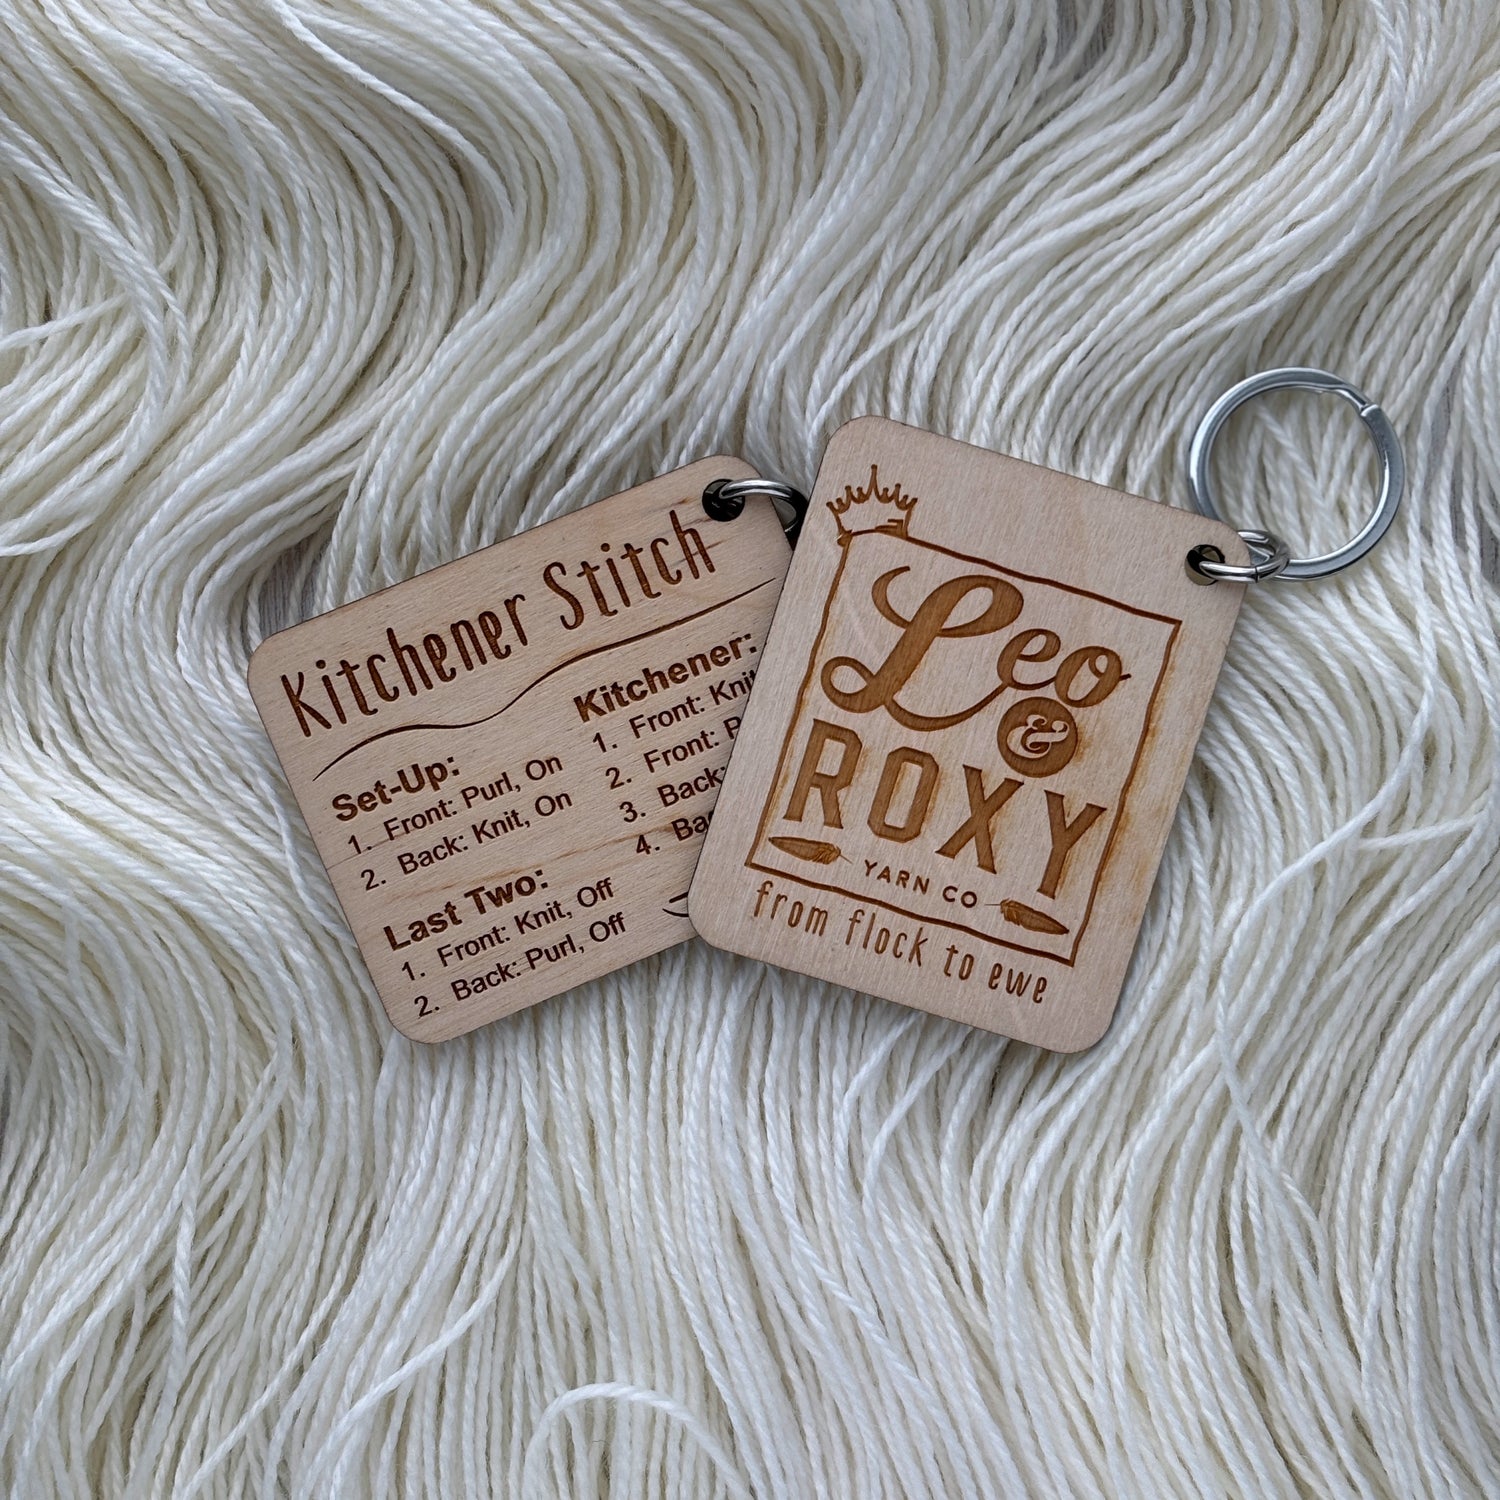 Kitchener Stitch
Set-Up:
1. Front: Purl, On
2. Back: Knit, On
Last Two:
1. Front: Knit, Off
2. Back: Purl, Off
Kitchener:
1. Front: Knit
2. Front:
3. Back:
4.
Leo
&
ROXY
YARN CO
from flock to ewe